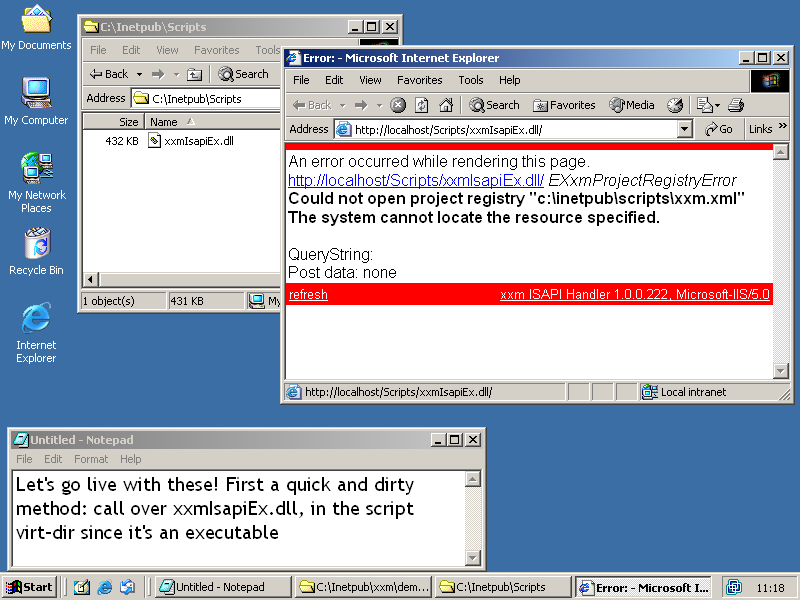 My Documents
My Computer
My Network
Places
Recycle Bin
Internet
Explorer
C:\Inetpub\Scripts
File Edit View Favorites Tools
Back Search
Address C:\Inetpub\Scripts
Size Name
432 KB xxmIsapiEx.dll
1 object(s) 431 KB My
Error: - Microsoft Internet Explorer
File Edit View Favorites Tools Help
Back Search Favorites Media
Address http://localhost/Scripts/xxmIsapiEx.dll/ Go Links »
An error occurred while rendering this page.
http://localhost/Scripts/xxmIsapiEx.dll/ EXxmProjectRegistryError
Could not open project registry "c:\inetpub\scripts\xxm.xml"
The system cannot locate the resource specified.
QueryString:
Post data: none
refresh xxm ISAPI Handler 1.0.0.222, Microsoft-IIS/5.0
http://localhost/Scripts/xxmIsapiEx.dll/ Local intranet
Untitled - Notepad
File Edit Format Help
Let's go live with these! First a quick and dirty
method: call over xxmIsapiEx.dll, in the script
virt-dir since it's an executable
Start Untitled - Notepad C:\Inetpub\xxm\dem... C:\Inetpub\Scripts Error: - Microsoft I... 11:18